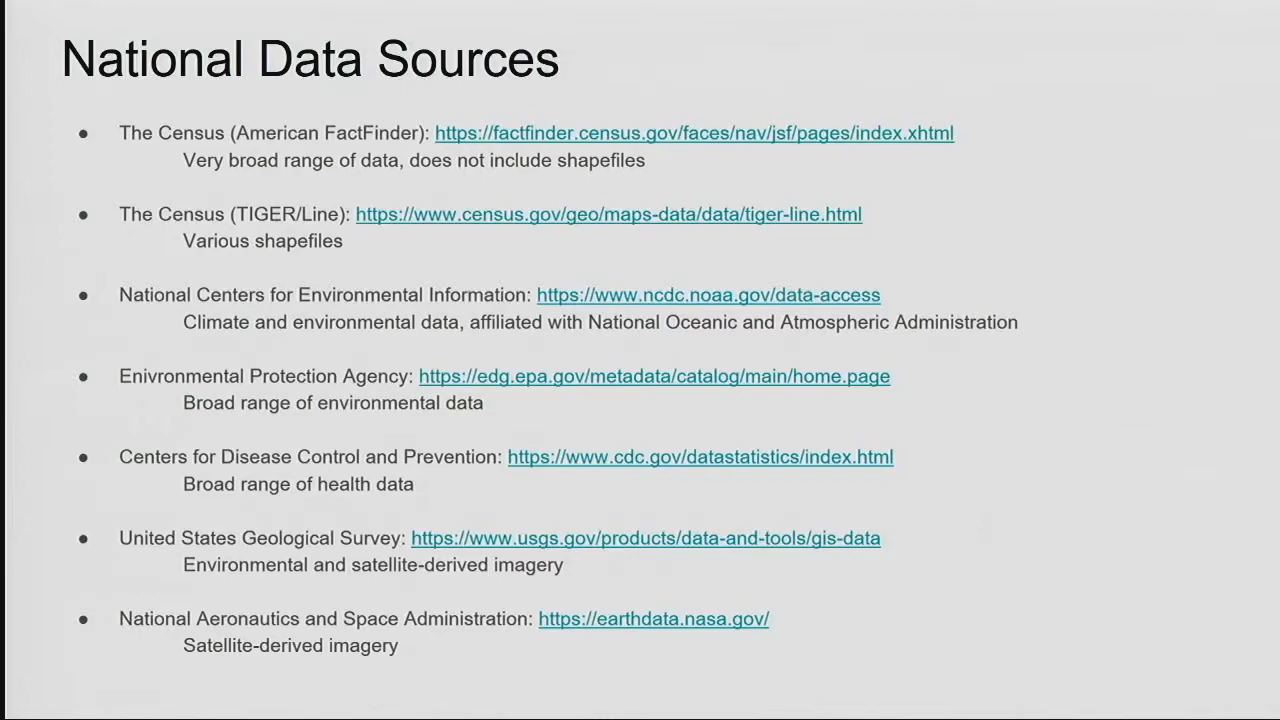 National Data Sources
● The Census (American FactFinder): https://factfinder.census.gov/faces/nav/jsf/pages/index.xhtml
Very broad range of data, does not include shapefiles
● The Census (TIGER/Line): https://www.census.gov/geo/maps-data/data/tiger-line.html
Various shapefiles
● National Centers for Environmental Information: https://www.ncdc.noaa.gov/data-access
Climate and environmental data, affiliated with National Oceanic and Atmospheric Administration
● Enivronmental Protection Agency: https://edg.epa.gov/metadata/catalog/main/home.page
Broad range of environmental data
● Centers for Disease Control and Prevention: https://www.cdc.gov/datastatistics/index.html
Broad range of health data
● United States Geological Survey: https://www.usgs.gov/products/data-and-tools/gis-data
Environmental and satellite-derived imagery
● National Aeronautics and Space Administration: https://earthdata.nasa.gov/
Satellite-derived imagery